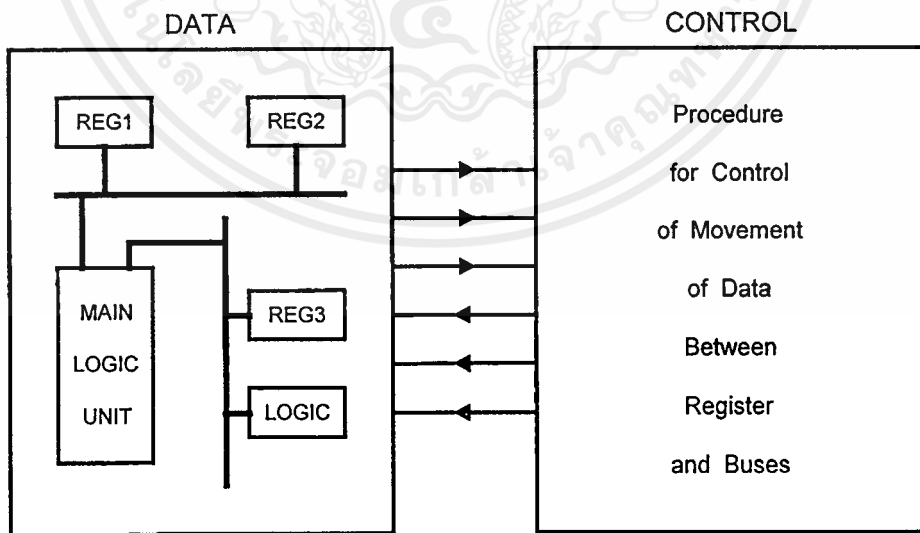 DATA
CONTROL
REG1
REG2
MAIN
LOGIC
UNIT
REG3
LOGIC
Procedure
for Control
of Movement
of Data
Between
Register
and Buses